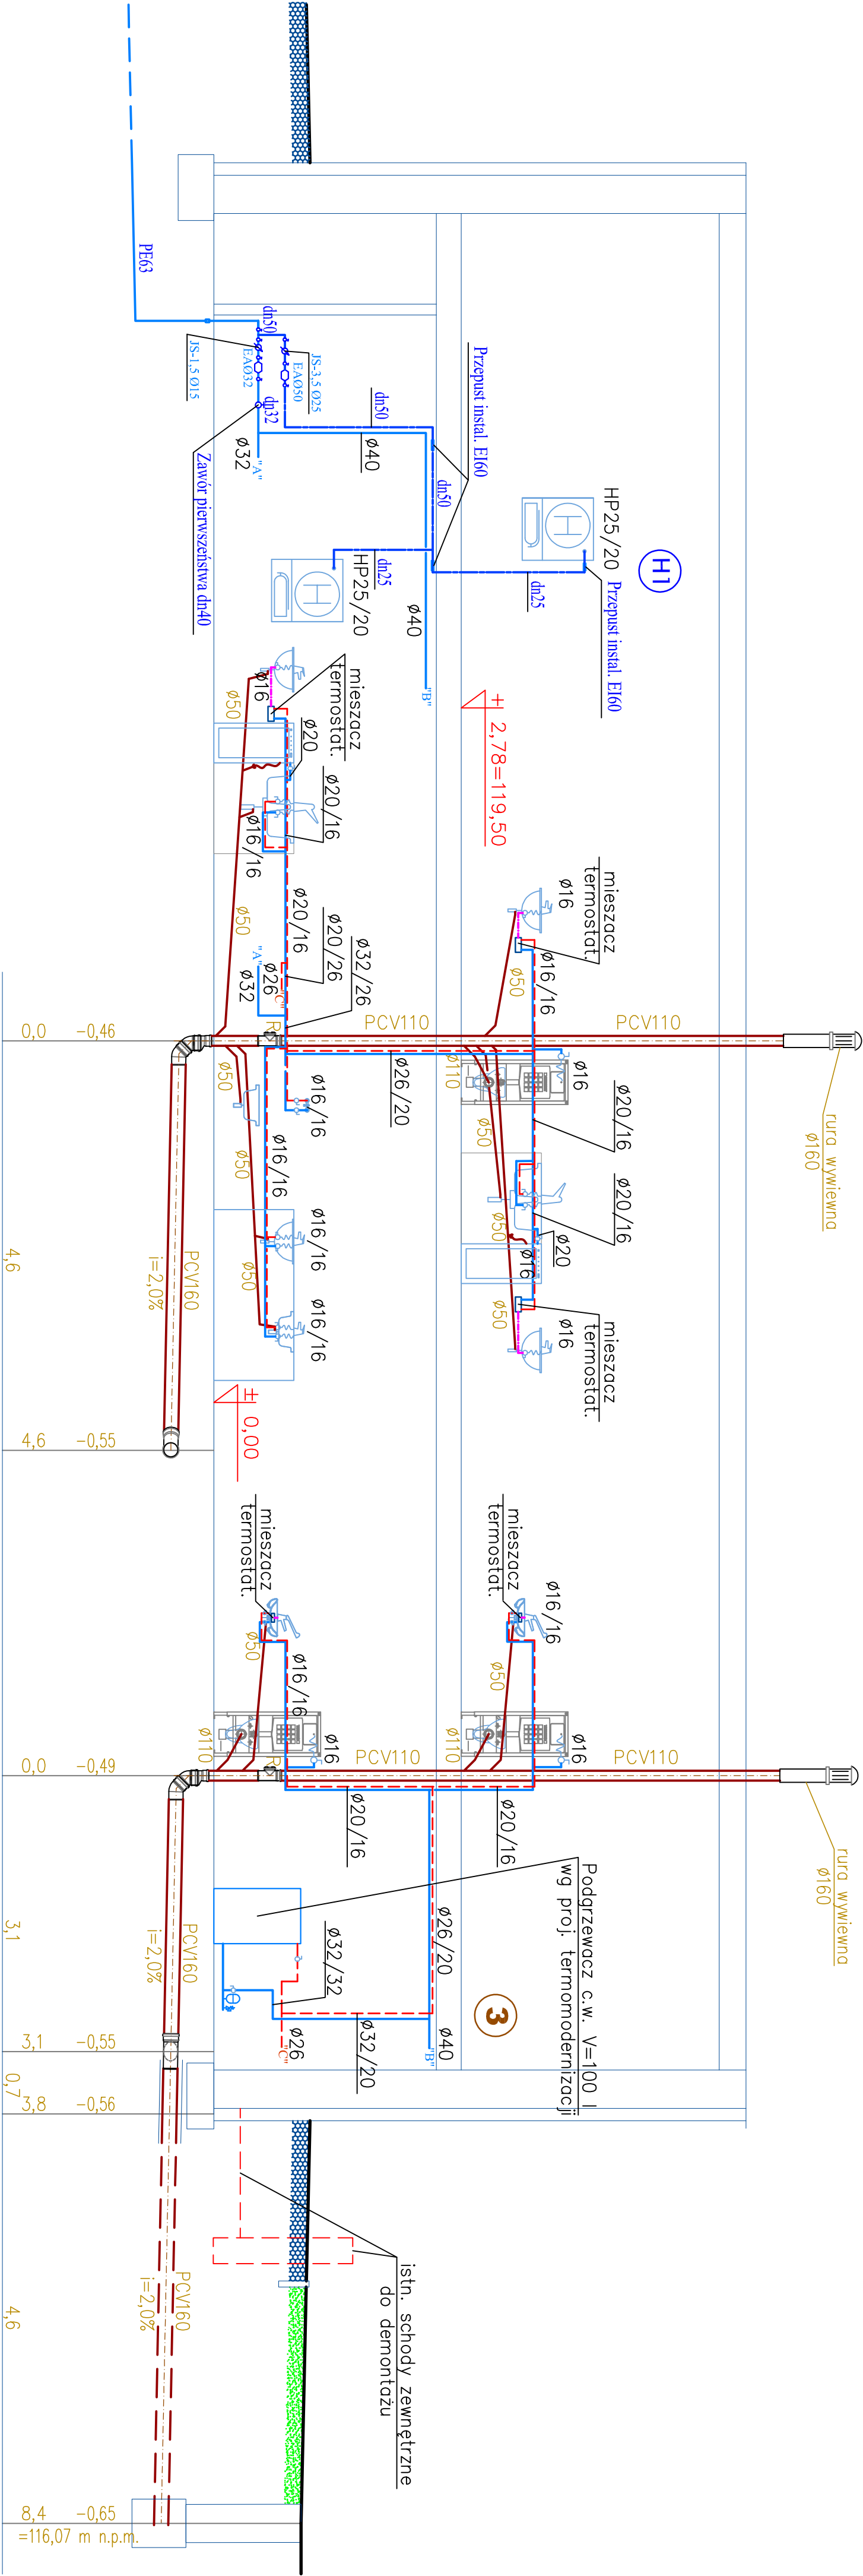 PE63
dn50
JS-1,5 Ø15
EAØ32
JS-3,5 Ø25
EAØ50
dn32
Zawór pierwszeństwa dn40
"A"
Ø32
dn50
Ø40
Przepust instal. EI60
dn50
HP25/20
H1
Przepust instal. EI60
dn25
dn25
HP25/20
Ø40
"B"
+ 2,78=119,50
mieszacz
termostat.
Ø16
Ø50
Ø20
Ø20/16
Ø16/16
Ø50
Ø20/16
Ø20/26
Ø32/26
"C"
Ø26
"A"
Ø32
mieszacz
termostat.
Ø16
Ø16/16
Ø50
PCV110
PCV110
rura wywiewna
Ø160
Ø16
Ø110
Ø26/20
Ø20/16
Ø20/16
Ø50
Ø50
Ø20
Ø16
Ø50
mieszacz
termostat.
Ø16
Ø16/16
Ø50
Ø16/16
Ø50
Ø50
Ø16/16
Ø16/16
± 0,00
0,0 -0,46
PCV160
i=2,0%
4,6
4,6 -0,55
mieszacz
termostat.
Ø16/16
Ø50
mieszacz
termostat.
Ø50
Ø16/16
Ø16
Ø110
Ø16
Ø110
PCV110
PCV110
rura wywiewna
Ø160
Ø20/16
Ø20/16
Podgrzewacz c.w. V=100 l
wg proj. termomodernizacji
Ø26/20
3
Ø32/32
Ø32/20
Ø26
"C"
Ø40
"B"
0,0 -0,49
PCV160
i=2,0%
3,1
3,1 -0,55
0,7
3,8 -0,56
istn. schody zewnętrzne
do demontażu
PCV160
i=2,0%
4,6
8,4 -0,65
=116,07 m n.p.m.